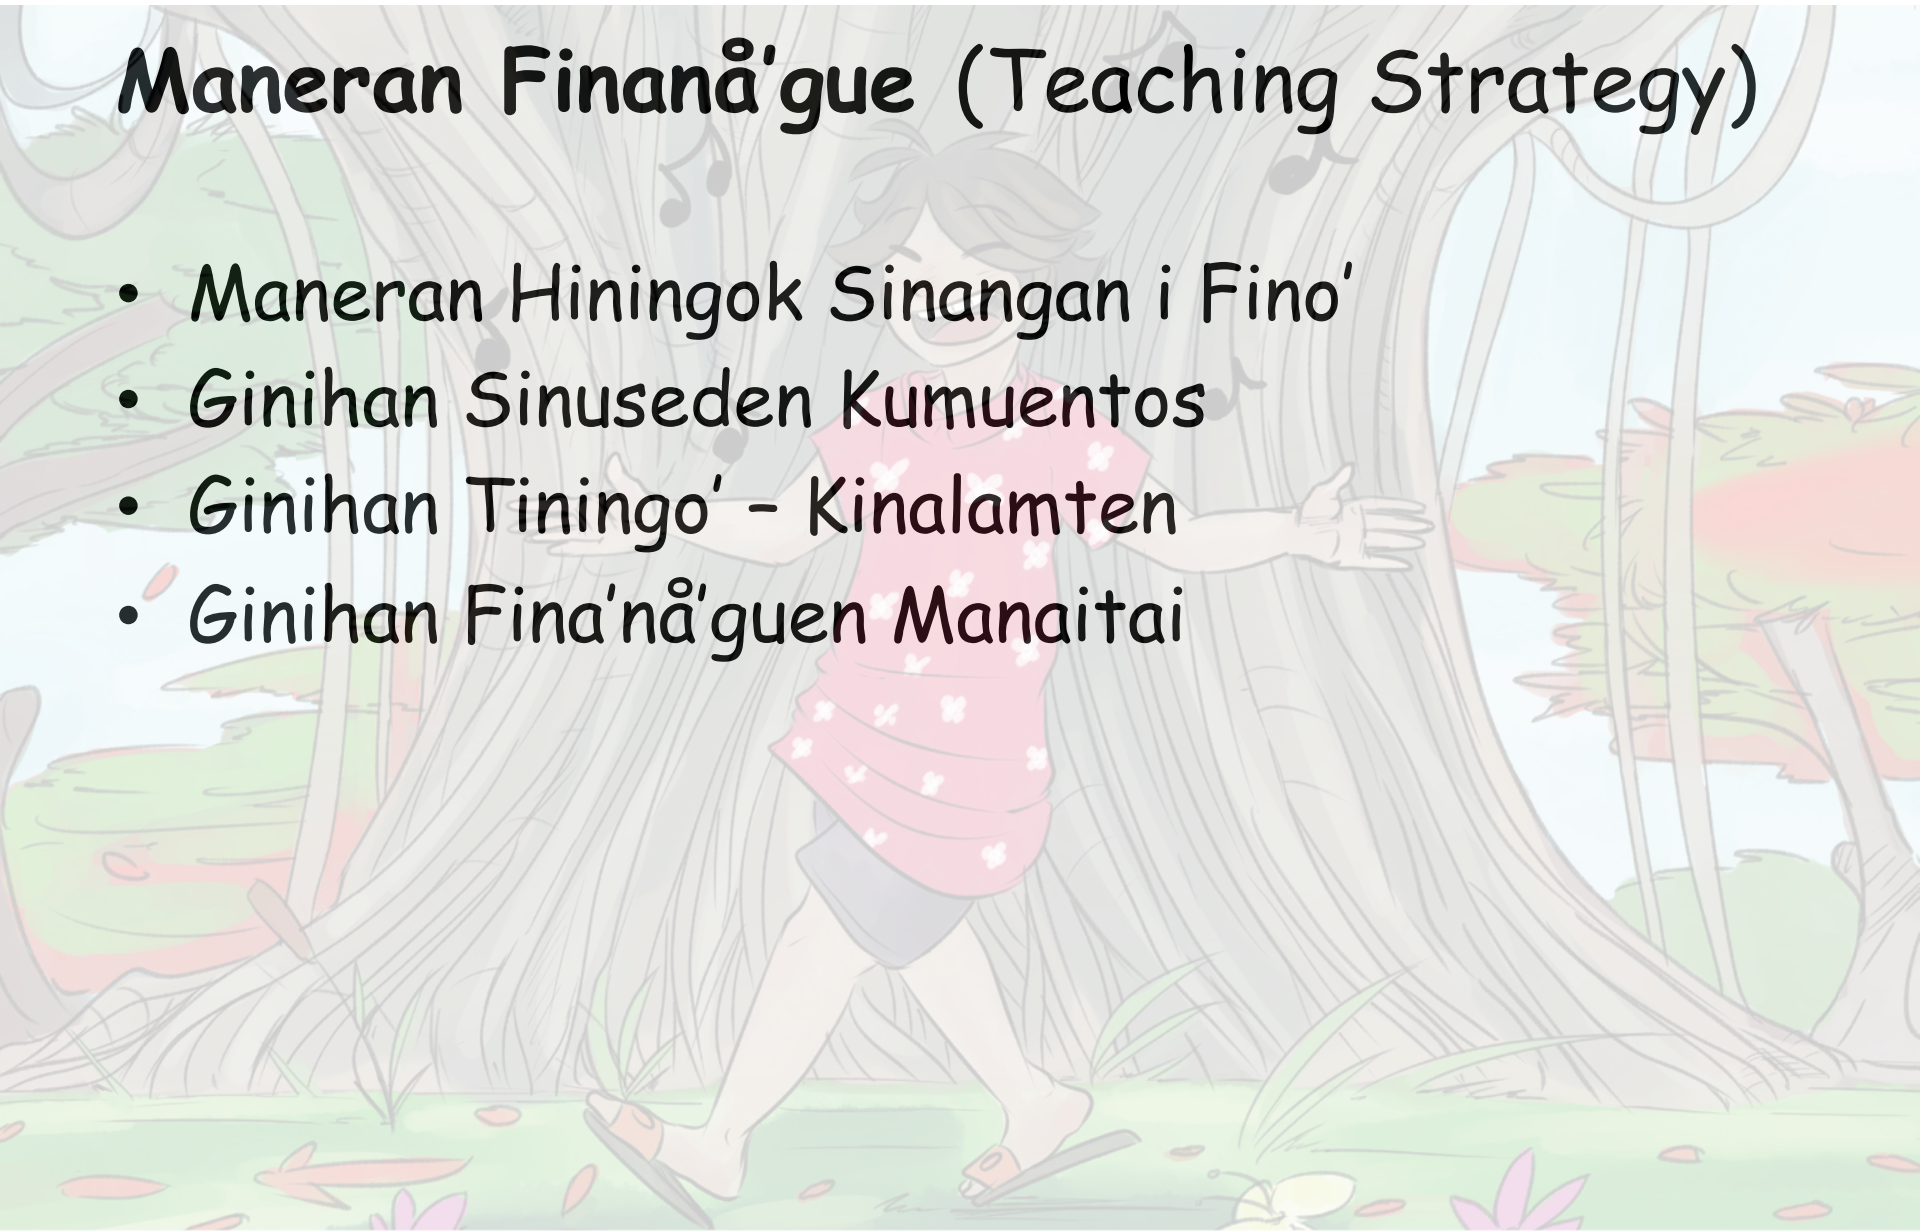 Maneran Finanå'gue (Teaching Strategy)
• Maneran Hiningok Sinangan i Fino'
• Ginihan Sinuseden Kumuentos
• Ginihan Tiningo' – Kinalamten
• Ginihan Fina'nå'guen Manaitai